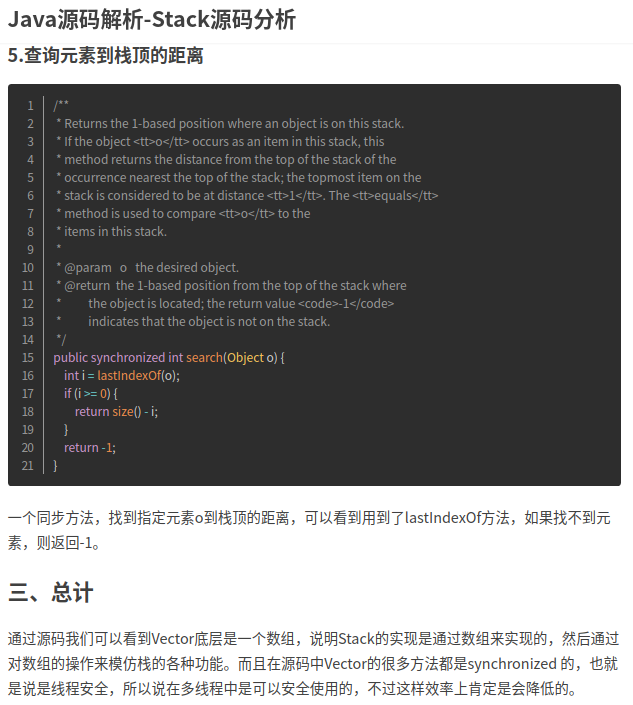 Java源码解析-Stack源码分析
5.查询元素到栈顶的距离
1 /**
2 * Returns the 1-based position where an object is on this stack.
3 * If the object <tt>o</tt> occurs as an item in this stack, this
4 * method returns the distance from the top of the stack of the
5 * occurrence nearest the top of the stack; the topmost item on the
6 * stack is considered to be at distance <tt>1</tt>. The <tt>equals</tt>
7 * method is used to compare <tt>o</tt> to the
8 * items in this stack.
9 *
10 * @param   o   the desired object.
11 * @return  the 1-based position from the top of the stack where
12 *          the object is located; the return value <code>-1</code>
13 *          indicates that the object is not on the stack.
14 */
15 public synchronized int search(Object o) {
16     int i = lastIndexOf(o);
17     if (i >= 0) {
18         return size() - i;
19     }
20     return -1;
21 }
一个同步方法，找到指定元素o到栈顶的距离，可以看到用到了lastIndexOf方法，如果找不到元
素，则返回-1。
三、总计
通过源码我们可以看到Vector底层是一个数组，说明Stack的实现是通过数组来实现的，然后通过
对数组的操作来模仿栈的各种功能。而且在源码中Vector的很多方法都是synchronized 的，也就
是说是线程安全，所以说在多线程中是可以安全使用的，不过这样效率上肯定是会降低的。